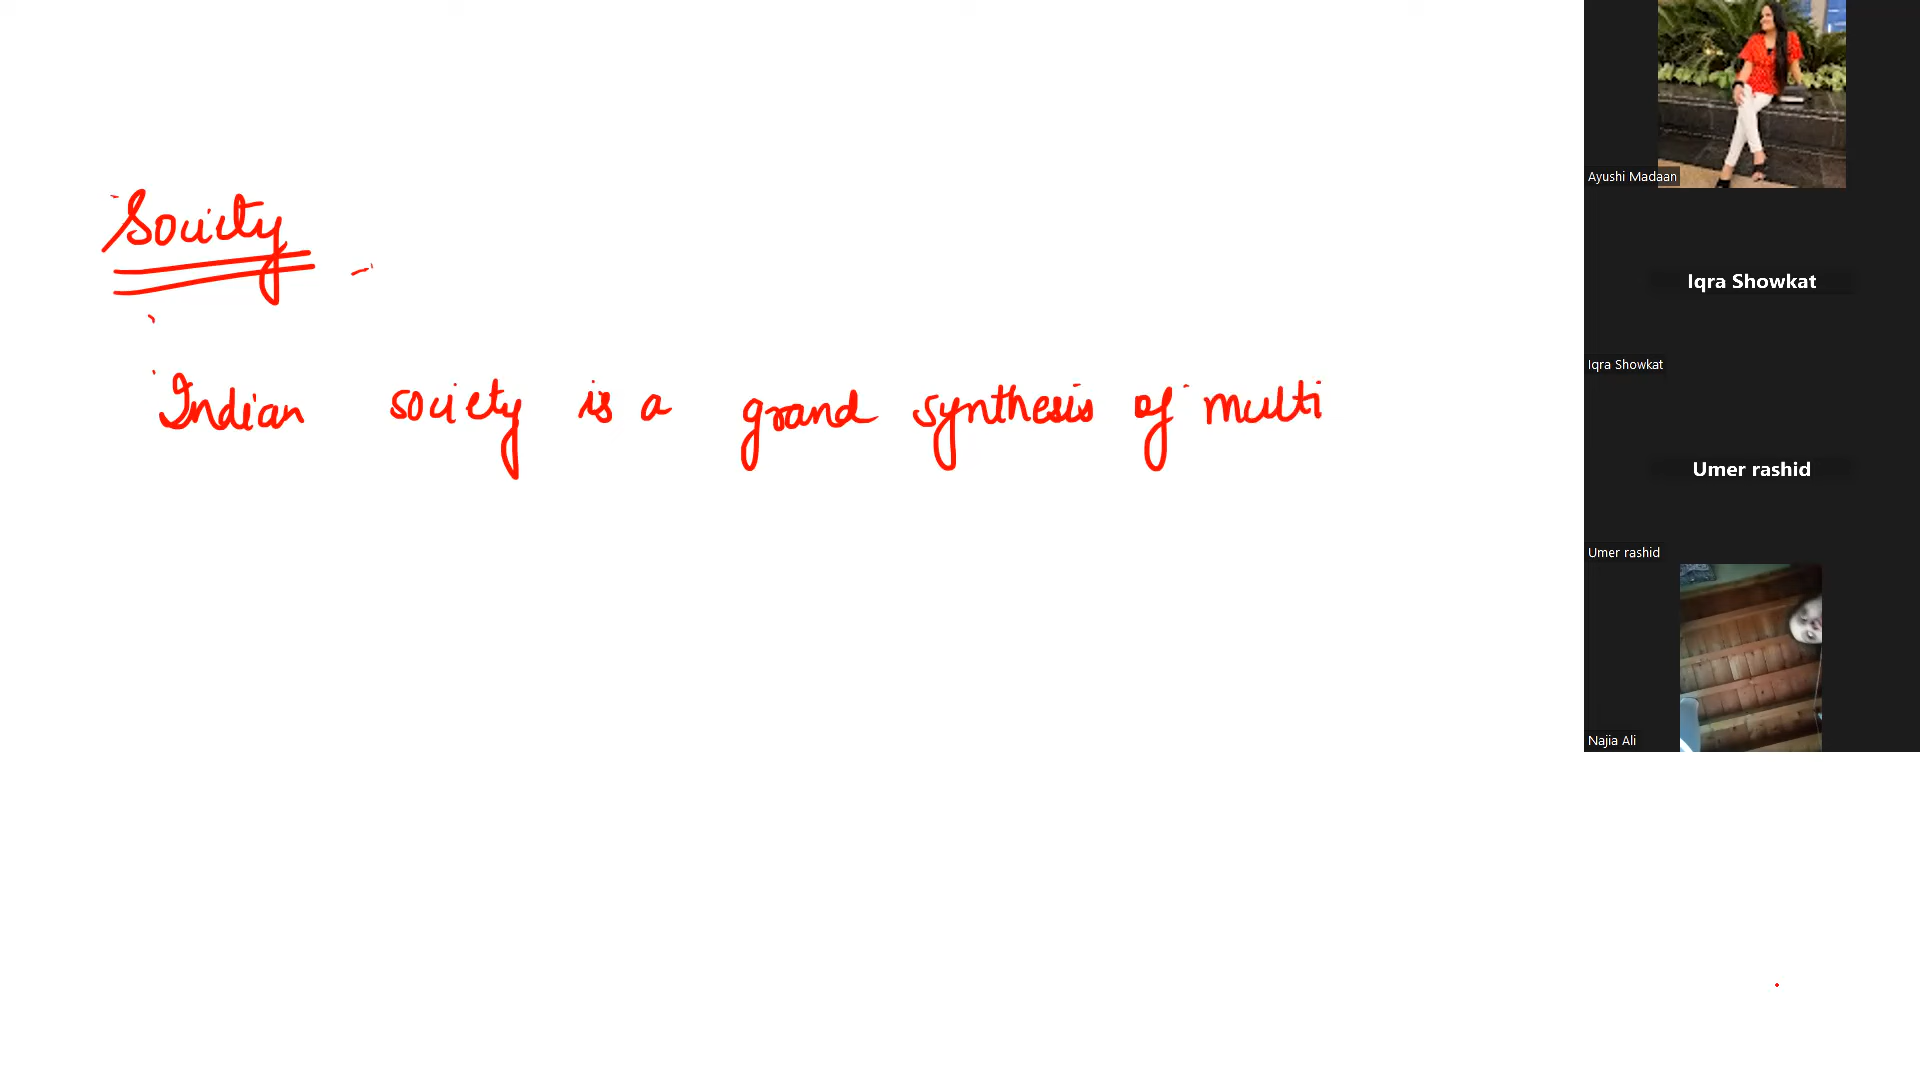 Society
Indian society is a grand synthesis of multi
Ayushi Madaan
Iqra Showkat
Iqra Showkat
Umer rashid
Umer rashid
Najia Ali